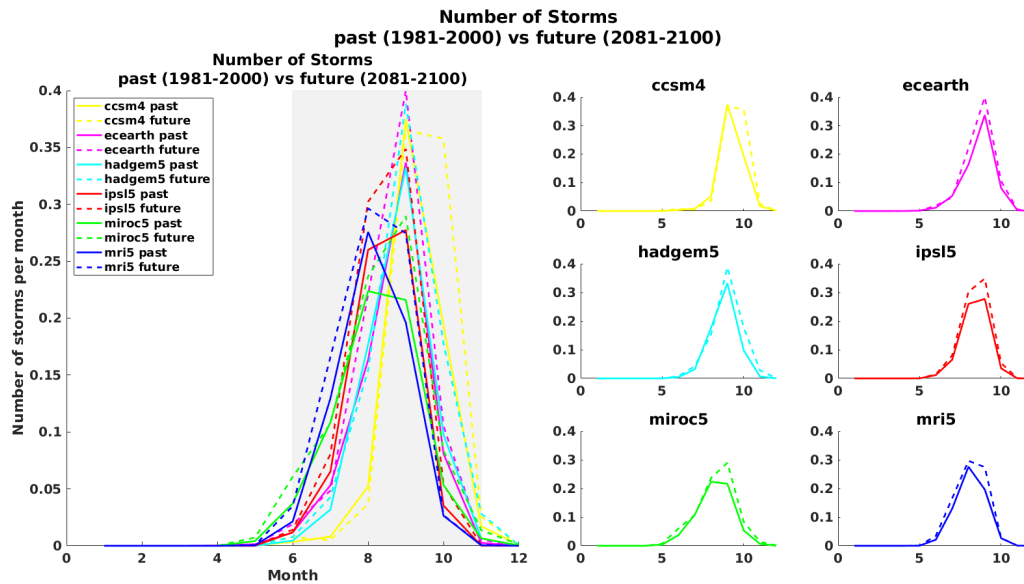 Number of Storms
past (1981-2000) vs future (2081-2100)
Number of Storms
past (1981-2000) vs future (2081-2100)
Number of storms per month
0.4
0.35
0.3
0.25
0.2
0.15
0.1
0.05
0
ccsm4 past
ccsm4 future
ecearth past
ecearth future
hadgem5 past
hadgem5 future
ipsl5 past
ipsl5 future
miroc5 past
miroc5 future
mri5 past
mri5 future
0 2 4 6 8 10 12
Month
ccsm4
0.4
0.3
0.2
0.1
0
0 5 10
ecearth
0.4
0.3
0.2
0.1
0
0 5 10
hadgem5
0.4
0.3
0.2
0.1
0
0 5 10
ipsl5
0.4
0.3
0.2
0.1
0
0 5 10
miroc5
0.4
0.3
0.2
0.1
0
0 5 10
mri5
0.4
0.3
0.2
0.1
0
0 5 10